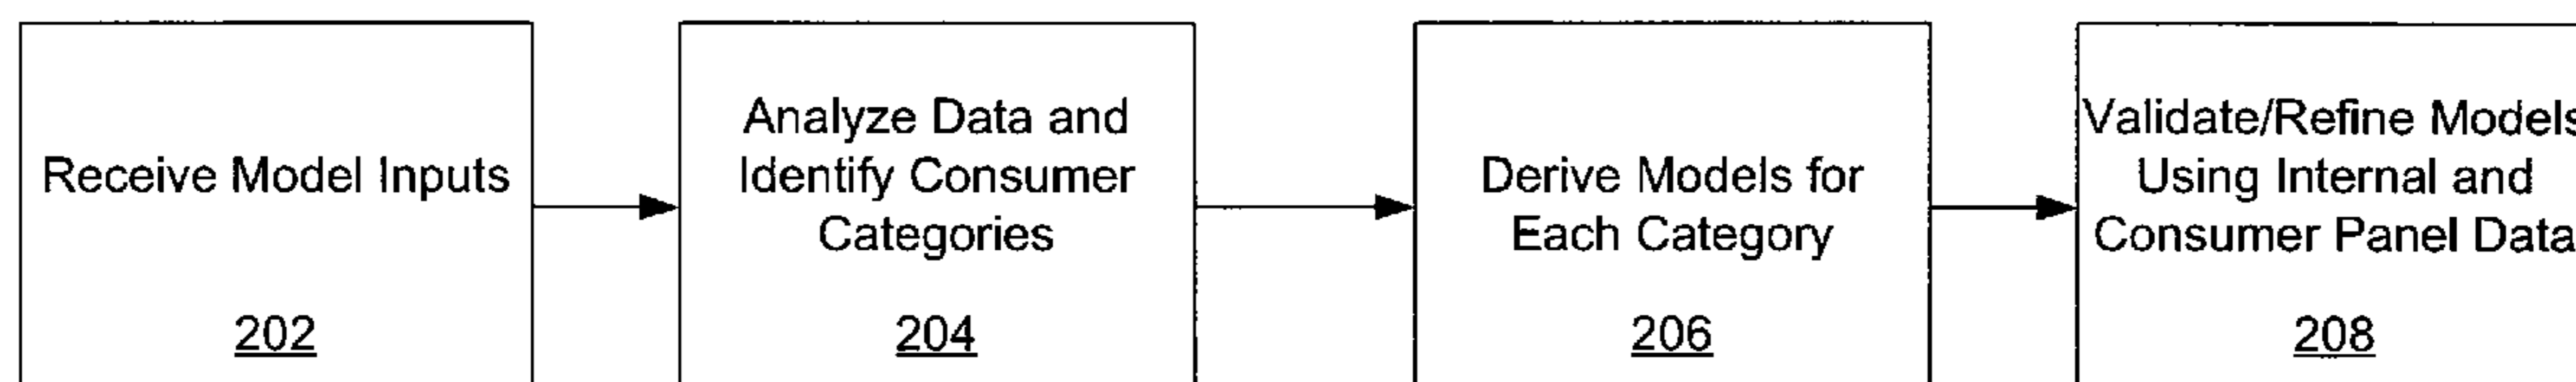 Receive Model Inputs
202
Analyze Data and
Identify Consumer
Categories
204
Derive Models for
Each Category
206
Validate/Refine Models
Using Internal and
Consumer Panel Data
208